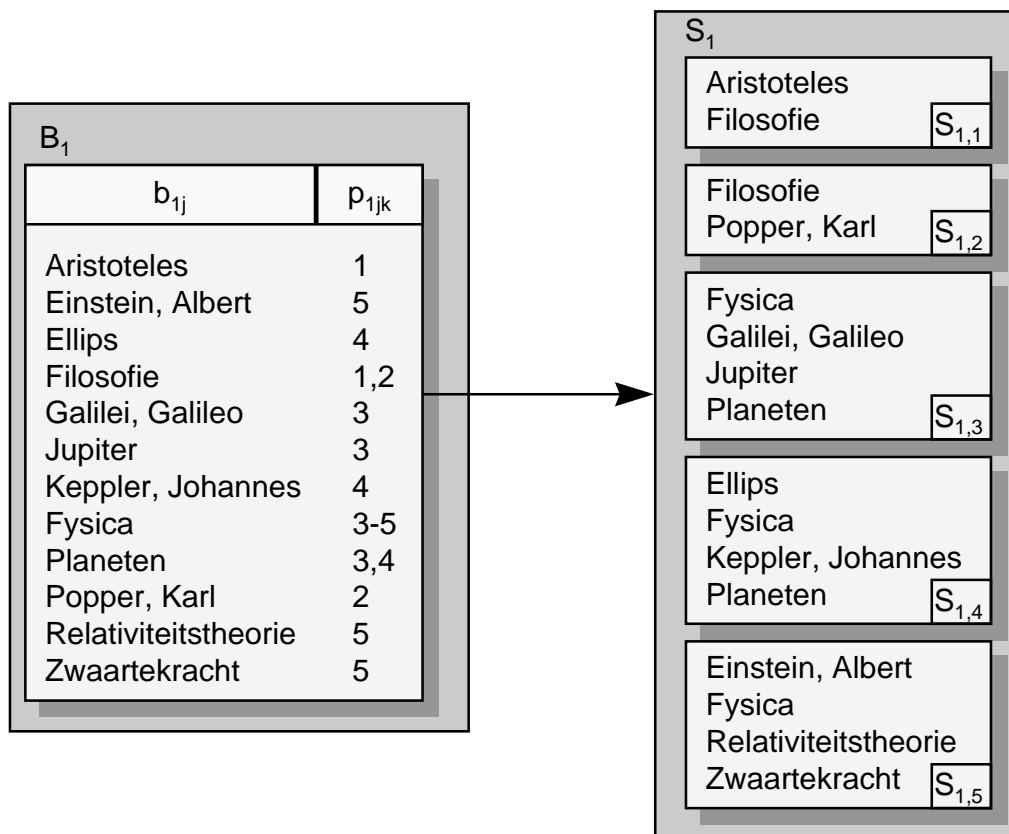 B1
b1j p1jk
Aristoteles 1
Einstein, Albert 5
Ellips 4
Filosofie 1,2
Galilei, Galileo 3
Jupiter 3
Keppler, Johannes 4
Fysica 3-5
Planeten 3,4
Popper, Karl 2
Relativiteitstheorie 5
Zwaartekracht 5
S1
Aristoteles
Filosofie S1,1
Filosofie
Popper, Karl S1,2
Fysica
Galilei, Galileo
Jupiter
Planeten S1,3
Ellips
Fysica
Keppler, Johannes
Planeten S1,4
Einstein, Albert
Fysica
Relativiteitstheorie
Zwaartekracht S1,5